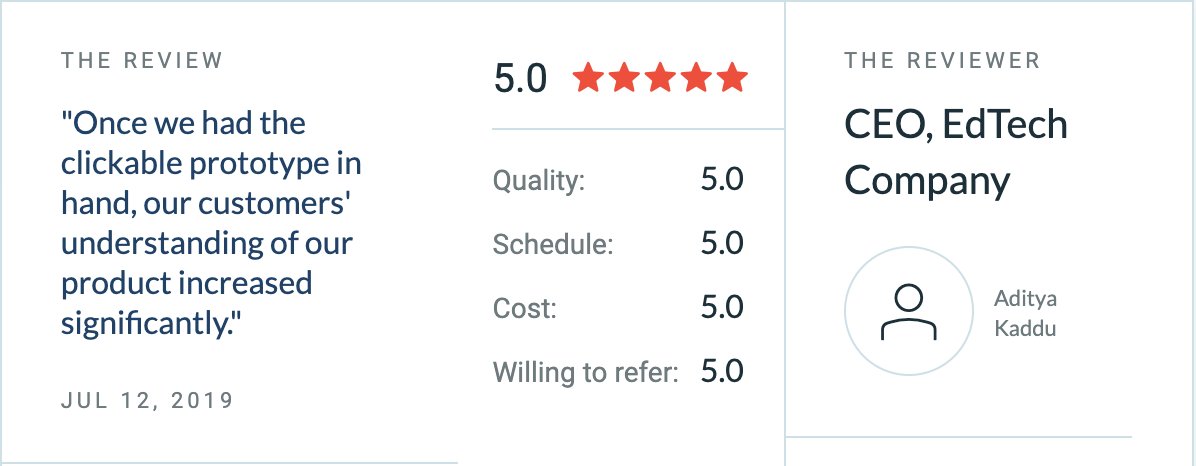 THE REVIEW
"Once we had the
clickable prototype in
hand, our customers'
understanding of our
product increased
significantly."
JUL 12, 2019
5.0
Quality: 5.0
Schedule: 5.0
Cost: 5.0
Willing to refer: 5.0
THE REVIEWER
CEO, EdTech
Company
Aditya
Kaddu